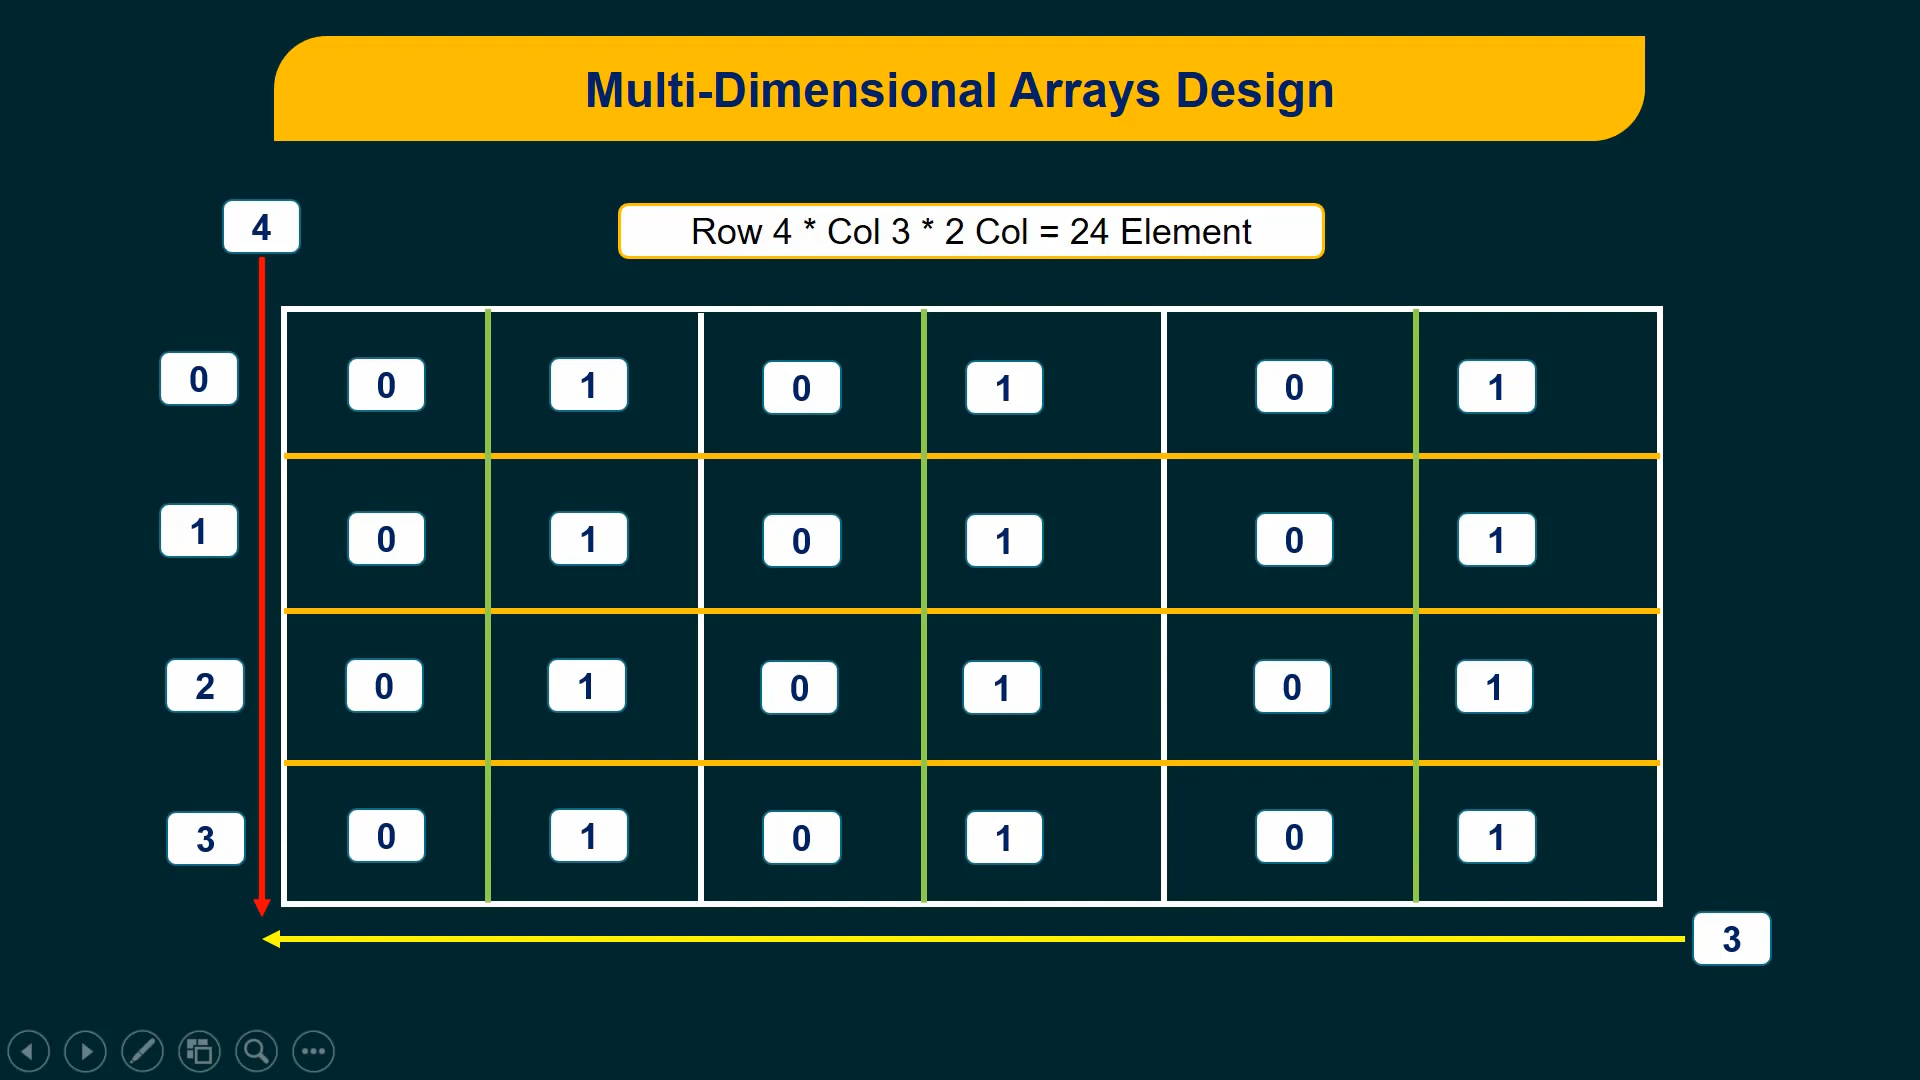 Multi-Dimensional Arrays Design
4
Row 4 * Col 3 * 2 Col = 24 Element
0 0 1 0 1 0 1
1 0 1 0 1 0 1
2 0 1 0 1 0 1
3 0 1 0 1 0 1
3